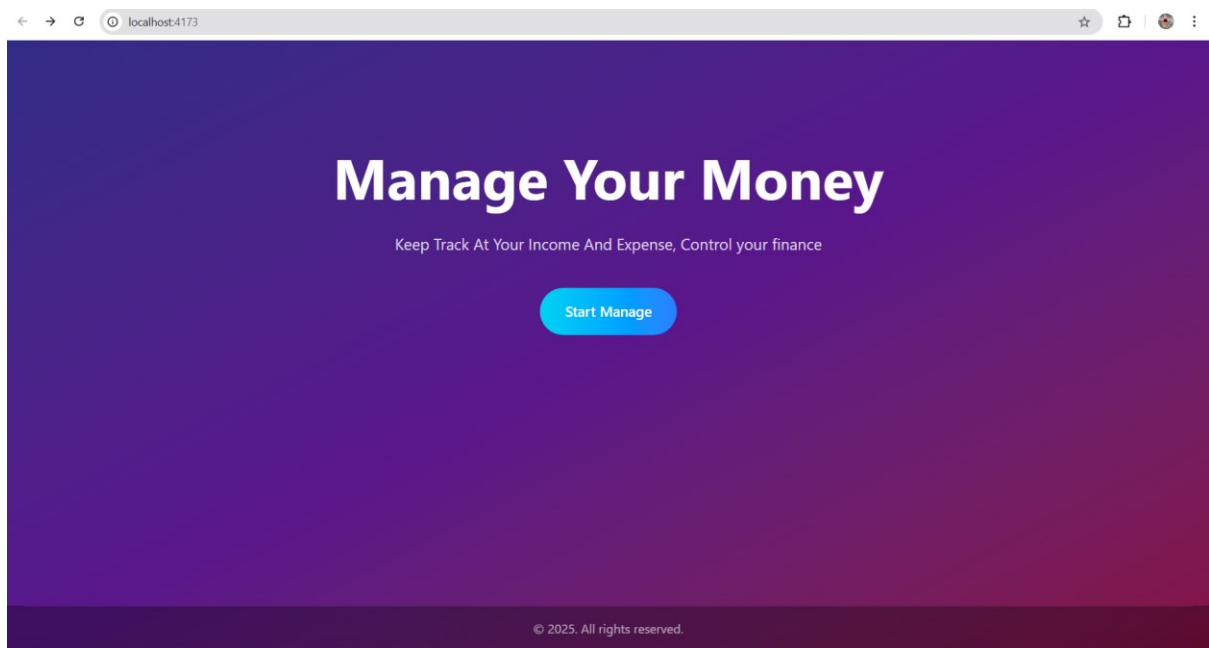 localhost:4173
Manage Your Money
Keep Track At Your Income And Expense, Control your finance
Start Manage
© 2025. All rights reserved.